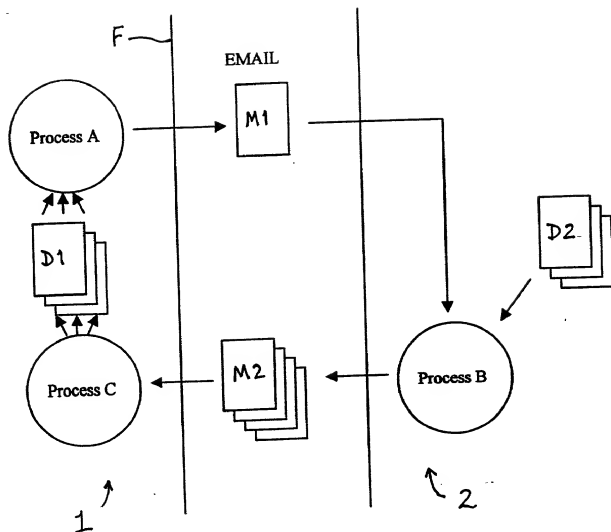 F
EMAIL
M1
Process A
D1
D2
Process B
M2
Process C
1
2